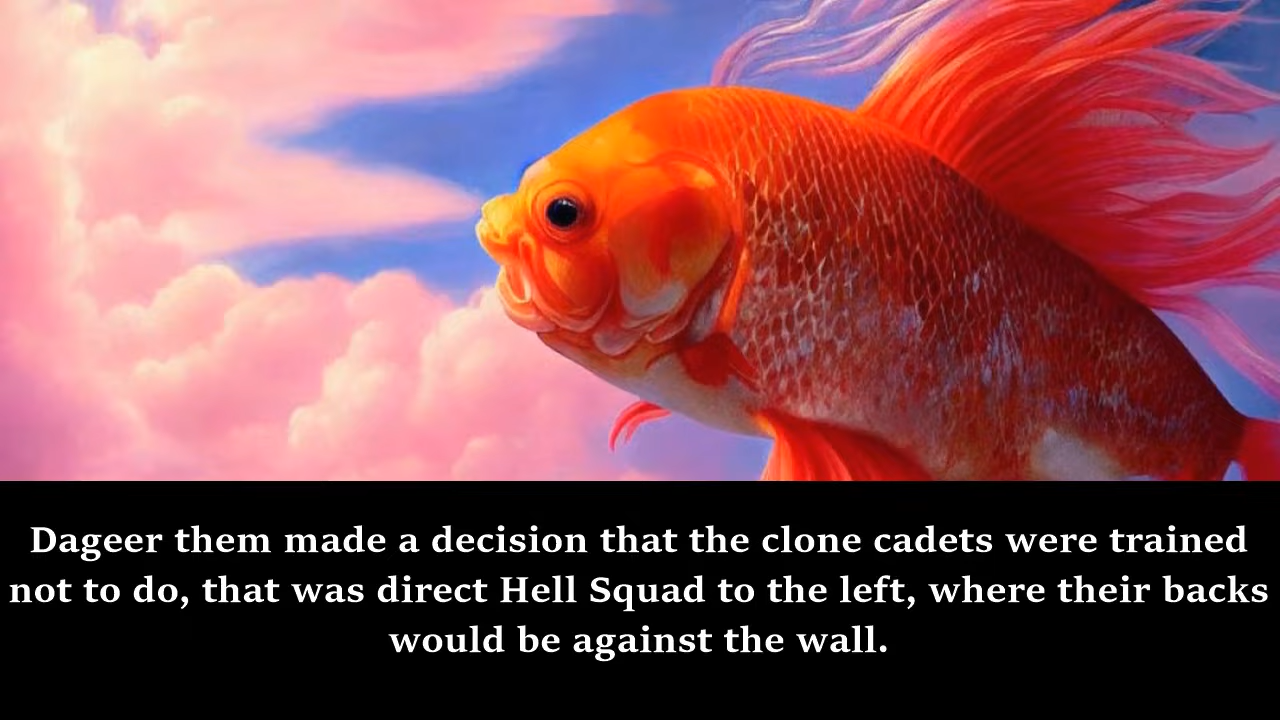 Dageer them made a decision that the clone cadets were trained
not to do, that was direct Hell Squad to the left, where their backs
would be against the wall.